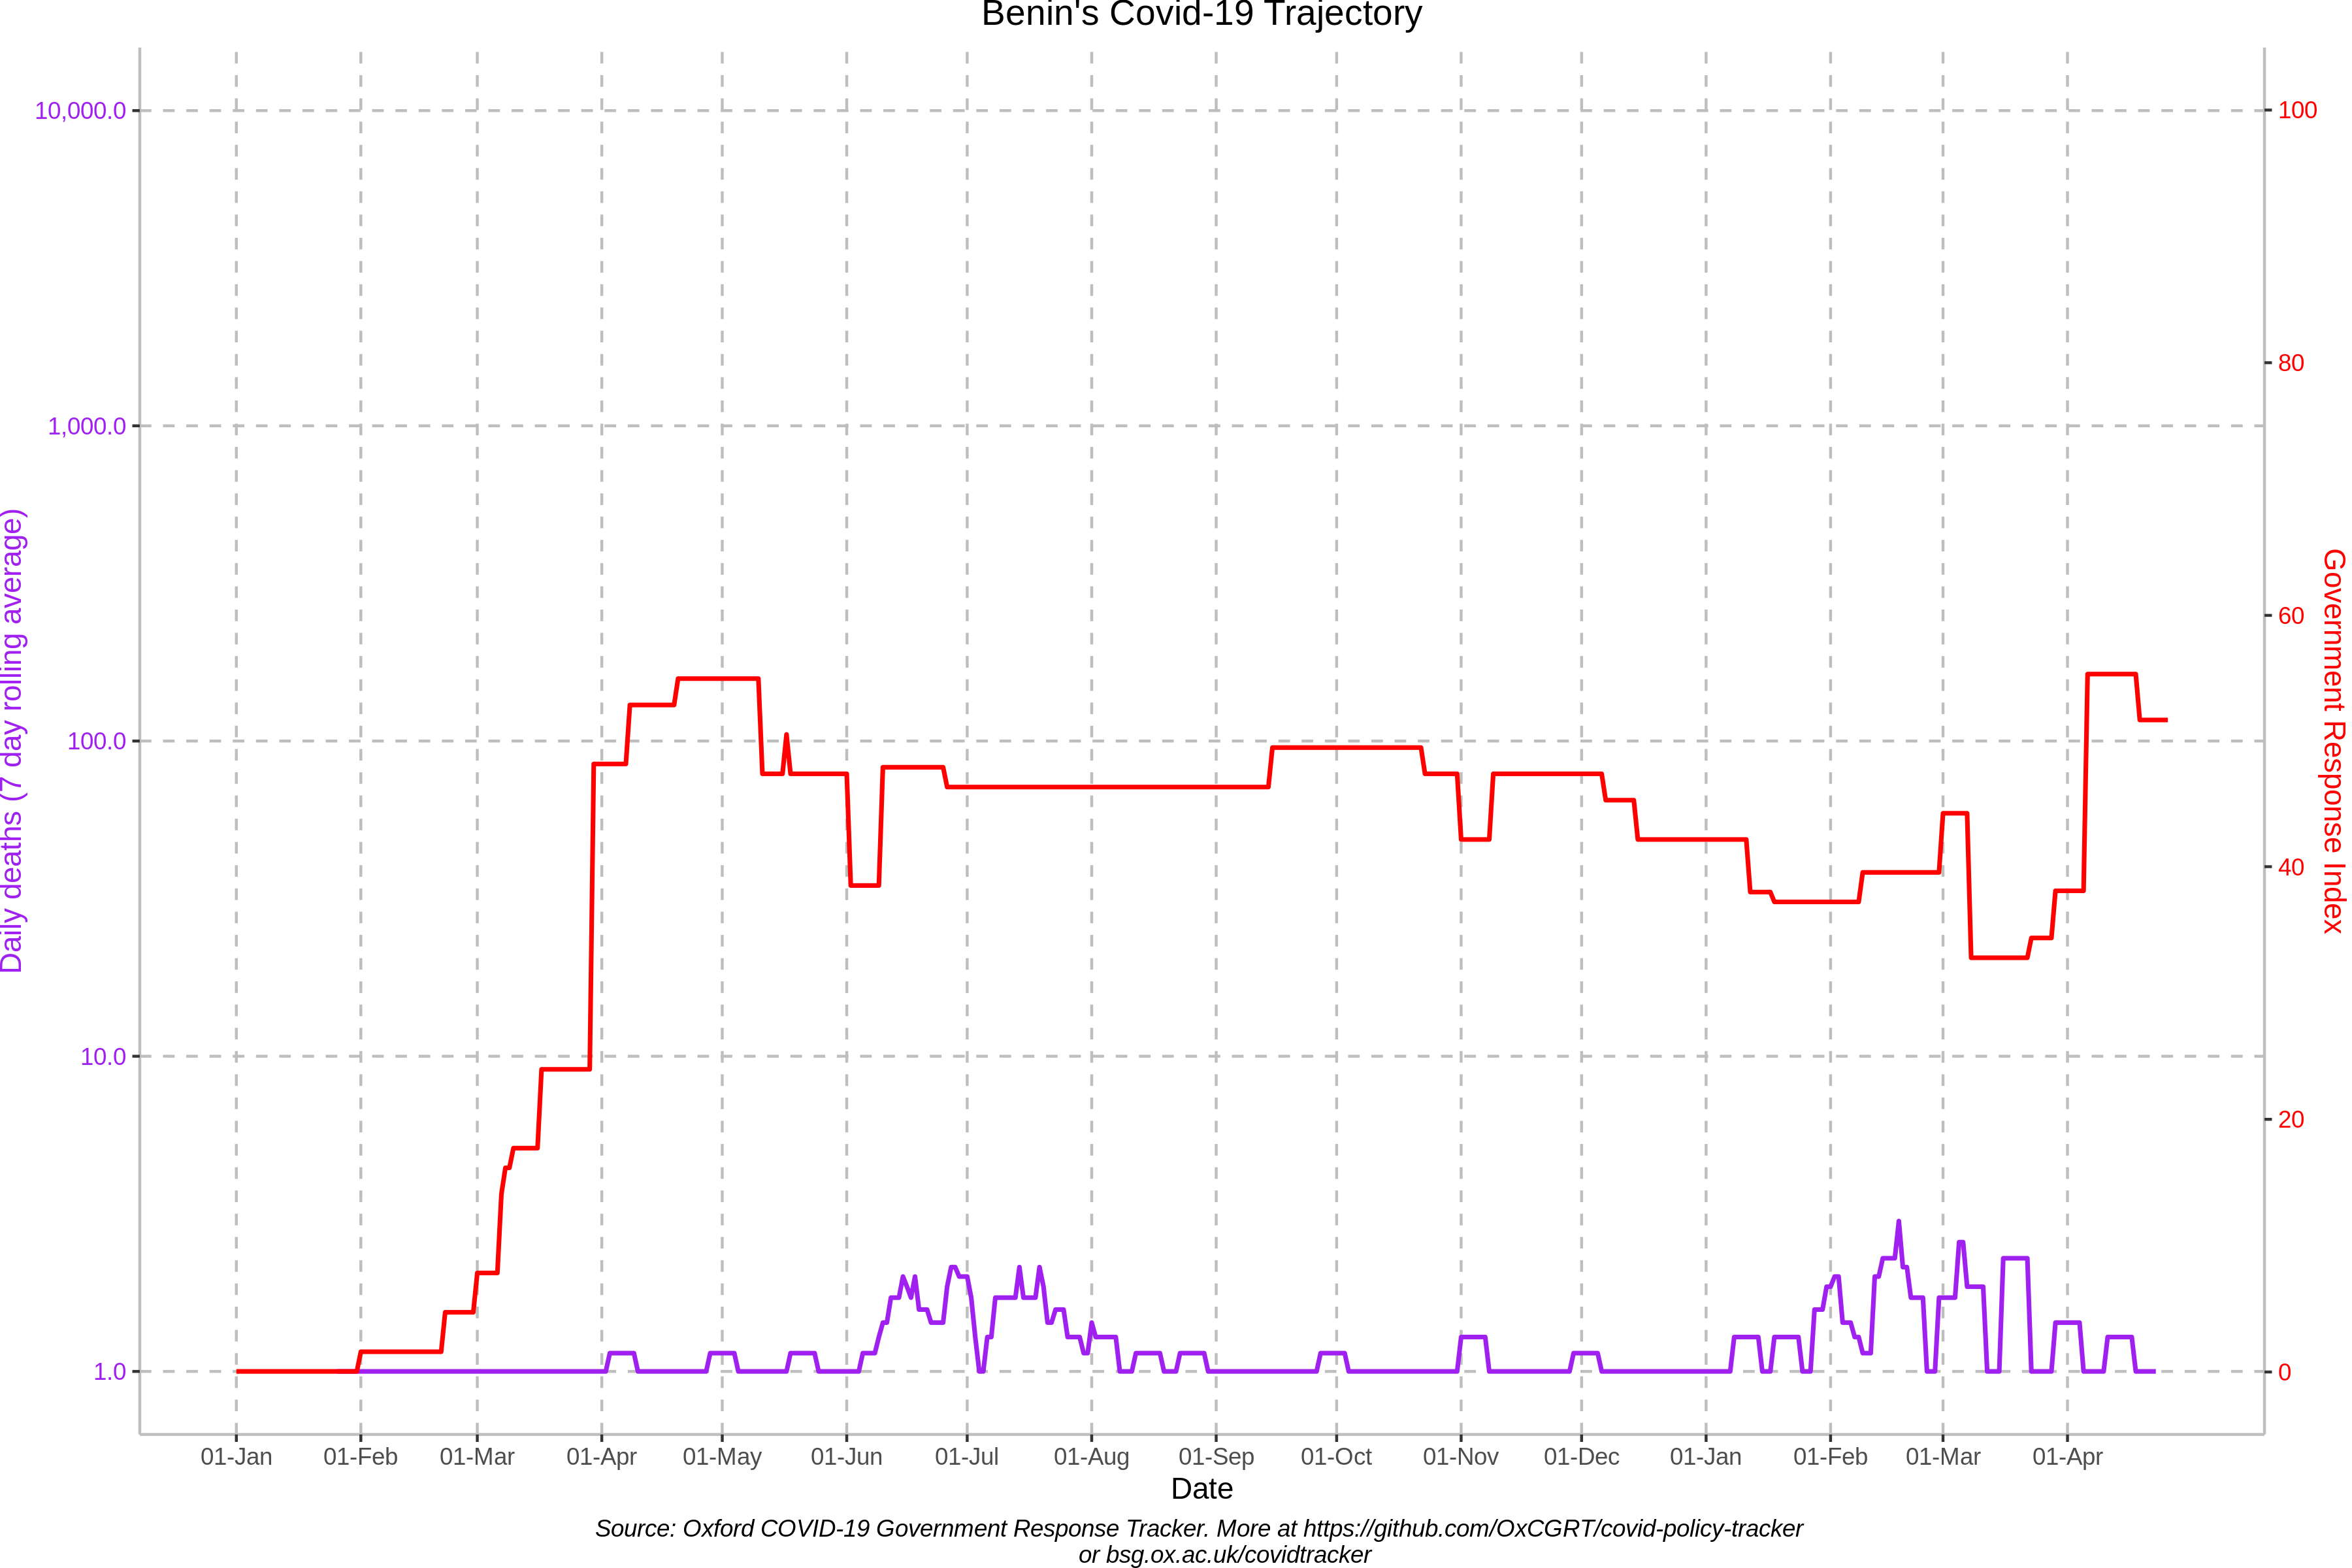 Benin's Covid-19 Trajectory
10,000.0
1,000.0
100.0
10.0
1.0
Daily deaths (7 day rolling average)
100
80
60
40
20
0
Government Response Index
01-Jan 01-Feb 01-Mar 01-Apr 01-May 01-Jun 01-Jul 01-Aug 01-Sep 01-Oct 01-Nov 01-Dec 01-Jan 01-Feb 01-Mar 01-Apr
Date
Source: Oxford COVID-19 Government Response Tracker. More at https://github.com/OxCGRT/covid-policy-tracker
or bsg.ox.ac.uk/covidtracker